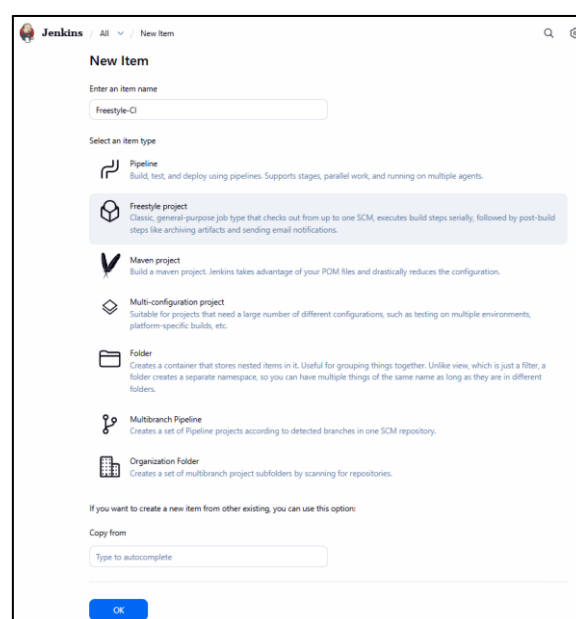 Jenkins / All / New Item
New Item
Enter an item name
Freestyle-CI
Select an item type
Pipeline
Build, test, and deploy using pipelines. Supports stages, parallel work, and running on multiple agents.
Freestyle project
Classic, general-purpose job type that checks out from up to one SCM, executes build steps serially, followed by post-build
steps like archiving artifacts and sending email notifications.
Maven project
Build a maven project. Jenkins takes advantage of your POM files and drastically reduces the configuration.
Multi-configuration project
Suitable for projects that need a large number of different configurations, such as testing on multiple environments,
platform-specific builds, etc.
Folder
Creates a container that stores nested items in it. Useful for grouping things together. Unlike view, which is just a filter, a
folder creates a separate namespace, so you can have multiple things of the same name as long as they are in different
folders.
Multibranch Pipeline
Creates a set of Pipeline projects according to detected branches in one SCM repository.
Organization Folder
Creates a set of multibranch project subfolders by scanning for repositories.
If you want to create a new item from other existing, you can use this option:
Copy from
Type to autocomplete
OK